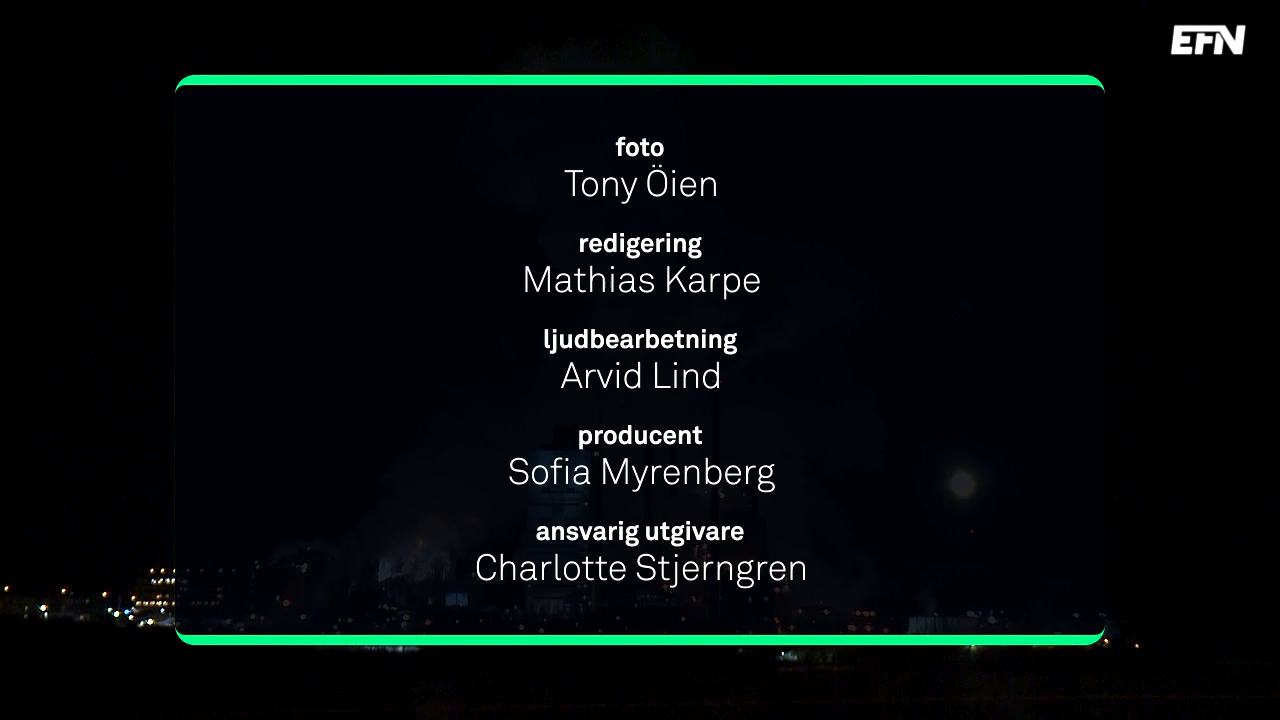 EFN
foto
Tony Öien
redigering
Mathias Karpe
ljudbearbetning
Arvid Lind
producent
Sofia Myrenberg
ansvarig utgivare
Charlotte Stjerngren